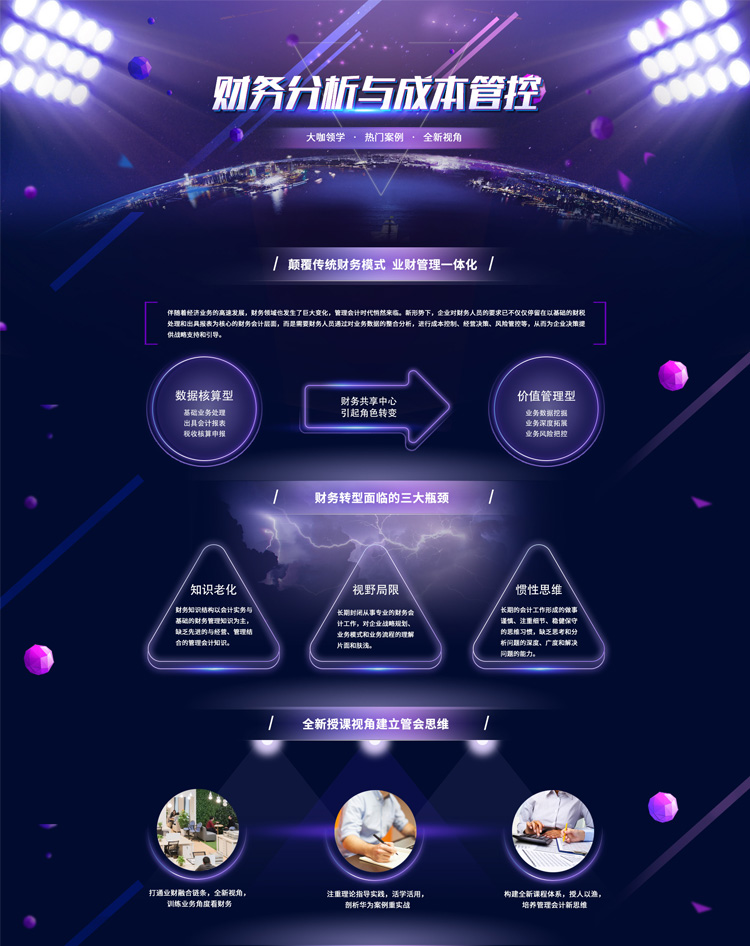 财务分析与成本管控
大咖领学 · 热门案例 · 全新视角
颠覆传统财务模式 业财管理一体化
伴随着经济业务的高速发展，财务领域也发生了巨大变化，管理会计时代悄然来临。新形势下，企业对财务人员的要求已不仅仅停留在以基础的财税
处理和出具报表为核心的财务会计层面，而是需要财务人员通过对业务数据的整合分析，进行成本控制、经营决策、风险管控等，从而为企业决策提
供战略支持和引导。
数据核算型
基础业务处理
出具会计报表
税收核算申报
财务共享中心
引起角色转变
价值管理型
业务数据挖掘
业务深度拓展
业务风险把控
财务转型面临的三大瓶颈
知识老化
财务知识结构以会计实务与
基础的财务管理知识为主，
缺乏先进的与经营、管理结
合的管理会计知识。
视野局限
长期封闭从事专业的财务会
计工作，对企业战略规划、
业务模式和业务流程的理解
片面和肤浅。
惯性思维
长期的会计工作形成的做事
谨慎、注重细节、稳健保守
的思维习惯，缺乏思考和分
析问题的深度、广度和解决
问题的能力。
全新授课视角建立管会思维
打通业财融合链条，全新视角，
训练业务角度看财务
注重理论指导实践，活学活用，
剖析华为案例重实战
构建全新课程体系，授人以渔，
培养管理会计新思维